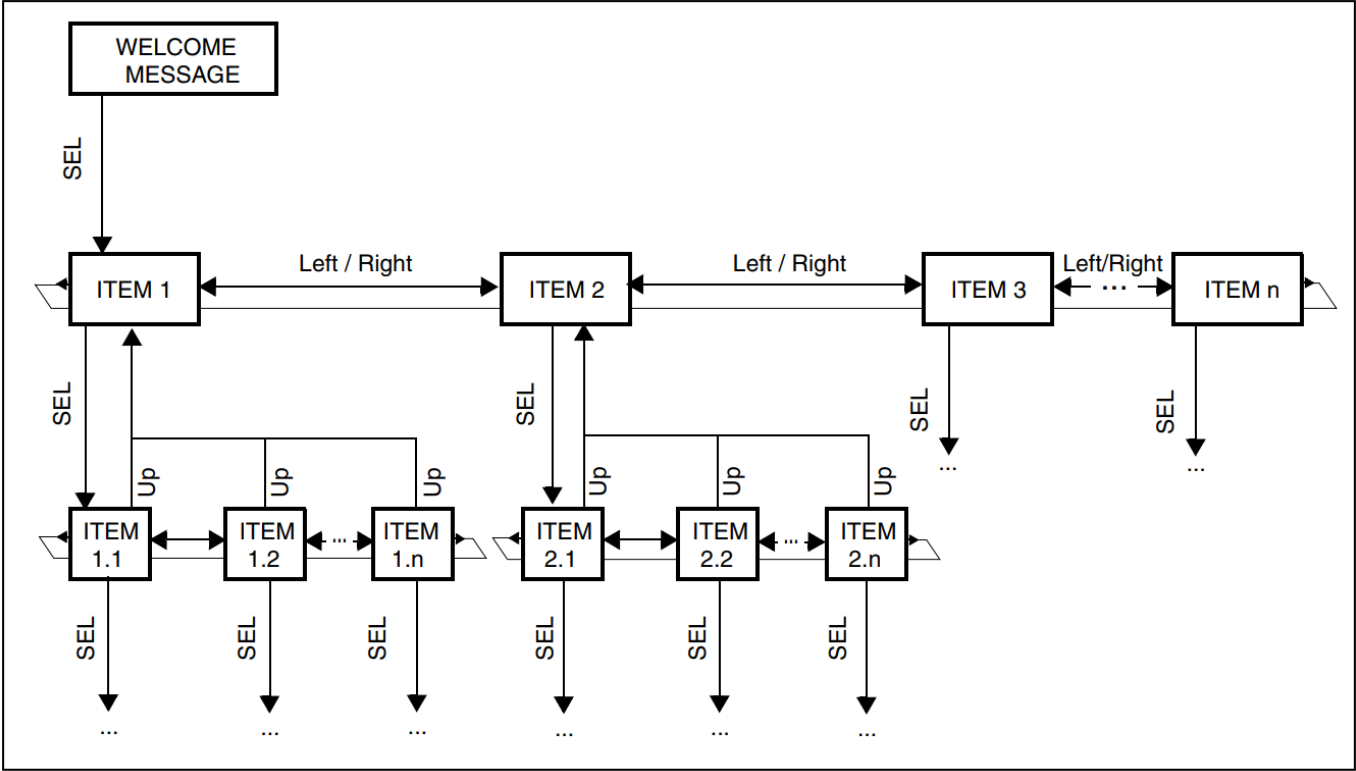 WELCOME
MESSAGE
SEL
Left / Right
Left / Right
Left/Right
ITEM 1
ITEM 2
ITEM 3
...
ITEM n
SEL
SEL
SEL
SEL
...
...
Up
Up
Up
Up
Up
Up
ITEM
1.1
ITEM
1.2
...
ITEM
1.n
ITEM
2.1
ITEM
2.2
...
ITEM
2.n
SEL
SEL
SEL
SEL
SEL
SEL
...
...
...
...
...
...